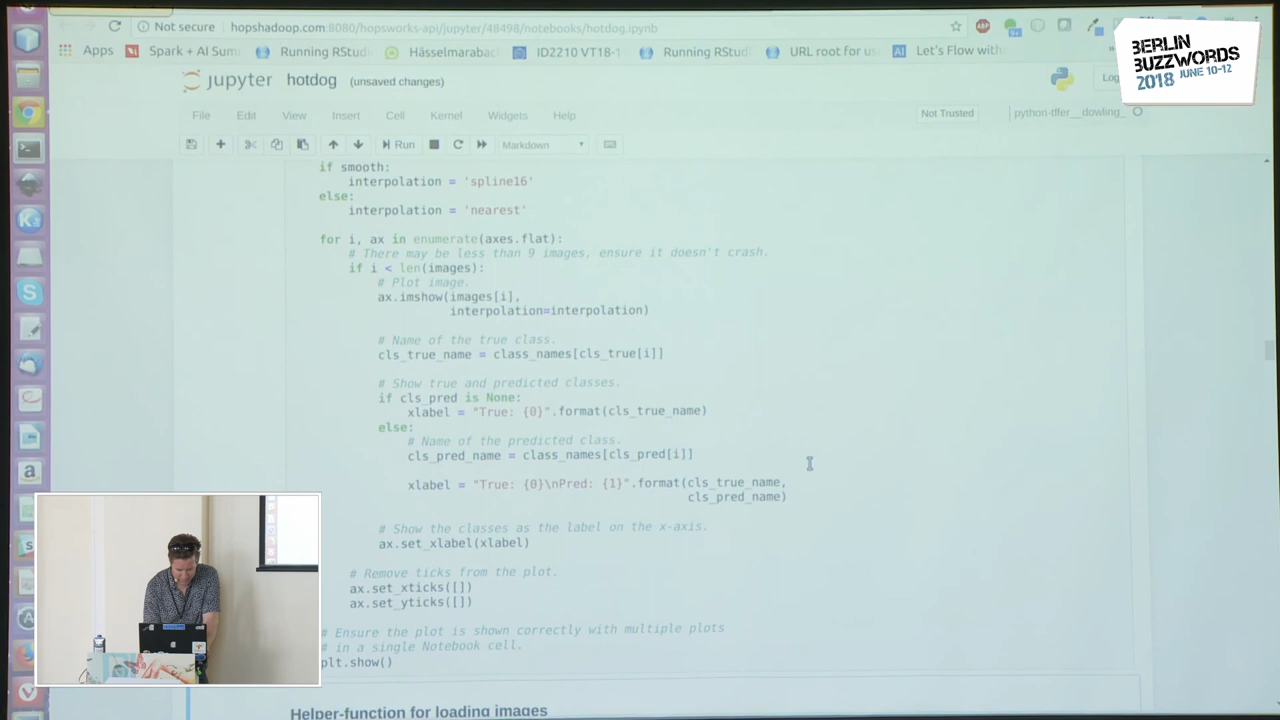 Not secure hopshadoop.com:8080/hopsworks-api/jupyter/48498/notebooks/hotdog.ipynb
ABP
Apps Spark + AI Sum Running RStudi Hässelmaraba ID2210 VT18-1 Running RStudi URL root for us Let's Flow with
BERLIN
BUZZWORDS
2018 JUNE 10-12
jupyter hotdog (unsaved changes)
File Edit View Insert Cell Kernel Widgets Help Not Trusted python-tffer__dowling_
Run Markdown
if smooth:
interpolation = 'spline16'
else:
interpolation = 'nearest'
for i, ax in enumerate(axes.flat):
# There may be less than 9 images, ensure it doesn't crash.
if i < len(images):
# Plot image.
ax.imshow(images[i],
interpolation=interpolation)
# Name of the true class.
cls_true_name = class_names[cls_true[i]]
# Show true and predicted classes.
if cls_pred is None:
xlabel = "True: {0}".format(cls_true_name)
else:
# Name of the predicted class.
cls_pred_name = class_names[cls_pred[i]]
xlabel = "True: {0}\nPred: {1}".format(cls_true_name,
cls_pred_name)
# Show the classes as the label on the x-axis.
ax.set_xlabel(xlabel)
# Remove ticks from the plot.
ax.set_xticks([])
ax.set_yticks([])
# Ensure the plot is shown correctly with multiple plots
# in a single Notebook cell.
plt.show()
Helper-function for loading images